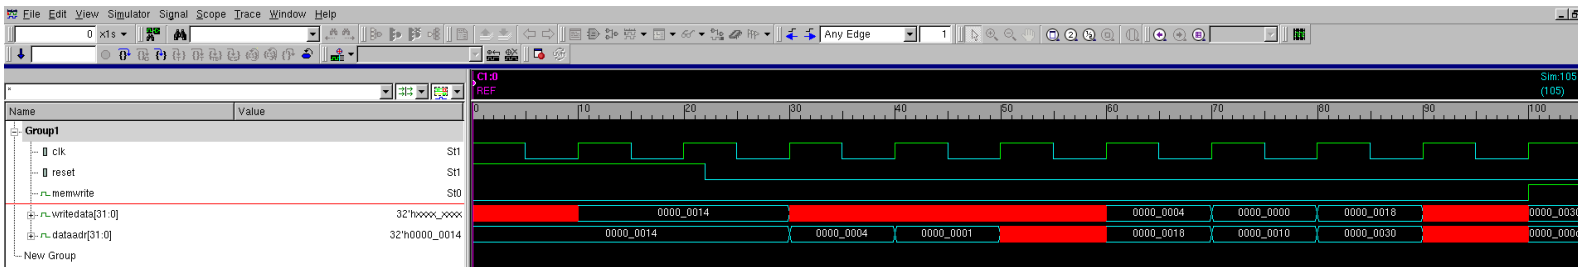 File Edit View Simulator Signal Scope Trace Window Help
0 x1s Any Edge 1
*
C1:0 Sim:105
REF (105)
Name Value 0 10 20 30 40 50 60 70 80 90 100
Group1
clk St1
reset St1
memwrite St0
writedata[31:0] 32'hxxxx_xxxx 0000_0014 0000_0004 0000_0000 0000_0018 0000_0030
dataadr[31:0] 32'h0000_0014 0000_0014 0000_0004 0000_0001 0000_0018 0000_0010 0000_0030
New Group